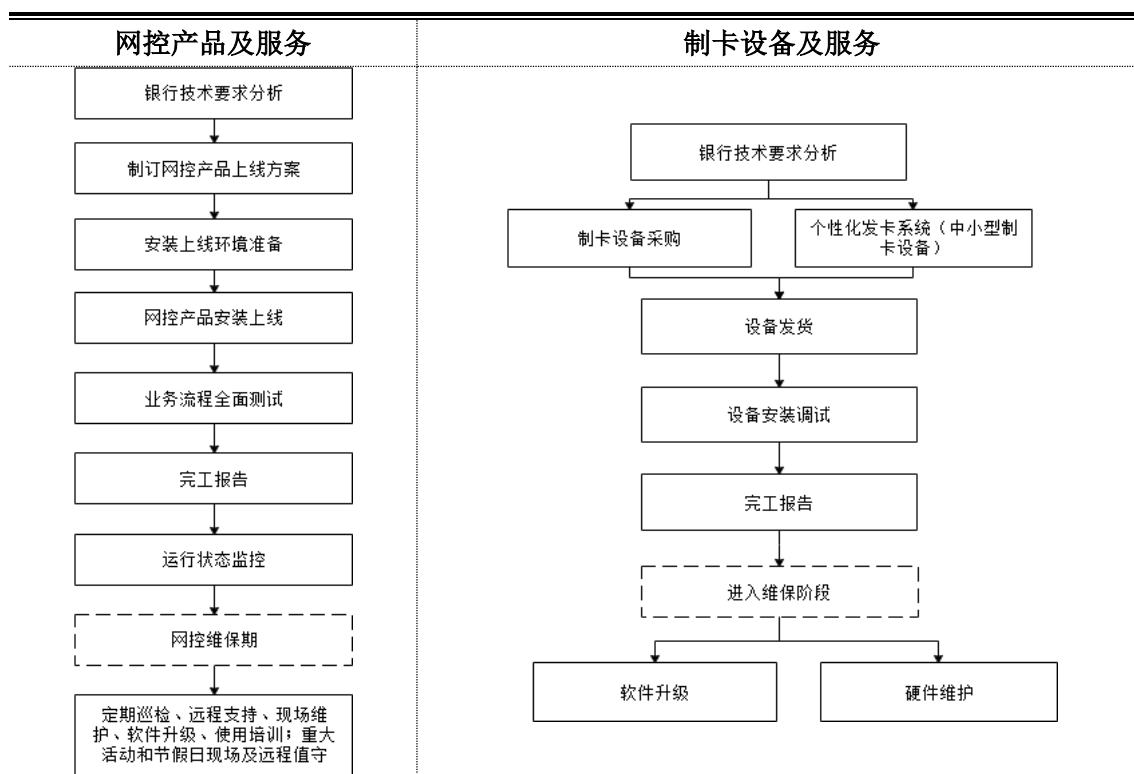 网控产品及服务
银行技术要求分析
制订网控产品上线方案
安装上线环境准备
网控产品安装上线
业务流程全面测试
完工报告
运行状态监控
网控维保期
定期巡检、远程支持、现场维
护、软件升级、使用培训；重大
活动和节假日现场及远程值守
制卡设备及服务
银行技术要求分析
制卡设备采购
个性化发卡系统（中小型制
卡设备）
设备发货
设备安装调试
完工报告
进入维保阶段
软件升级
硬件维护